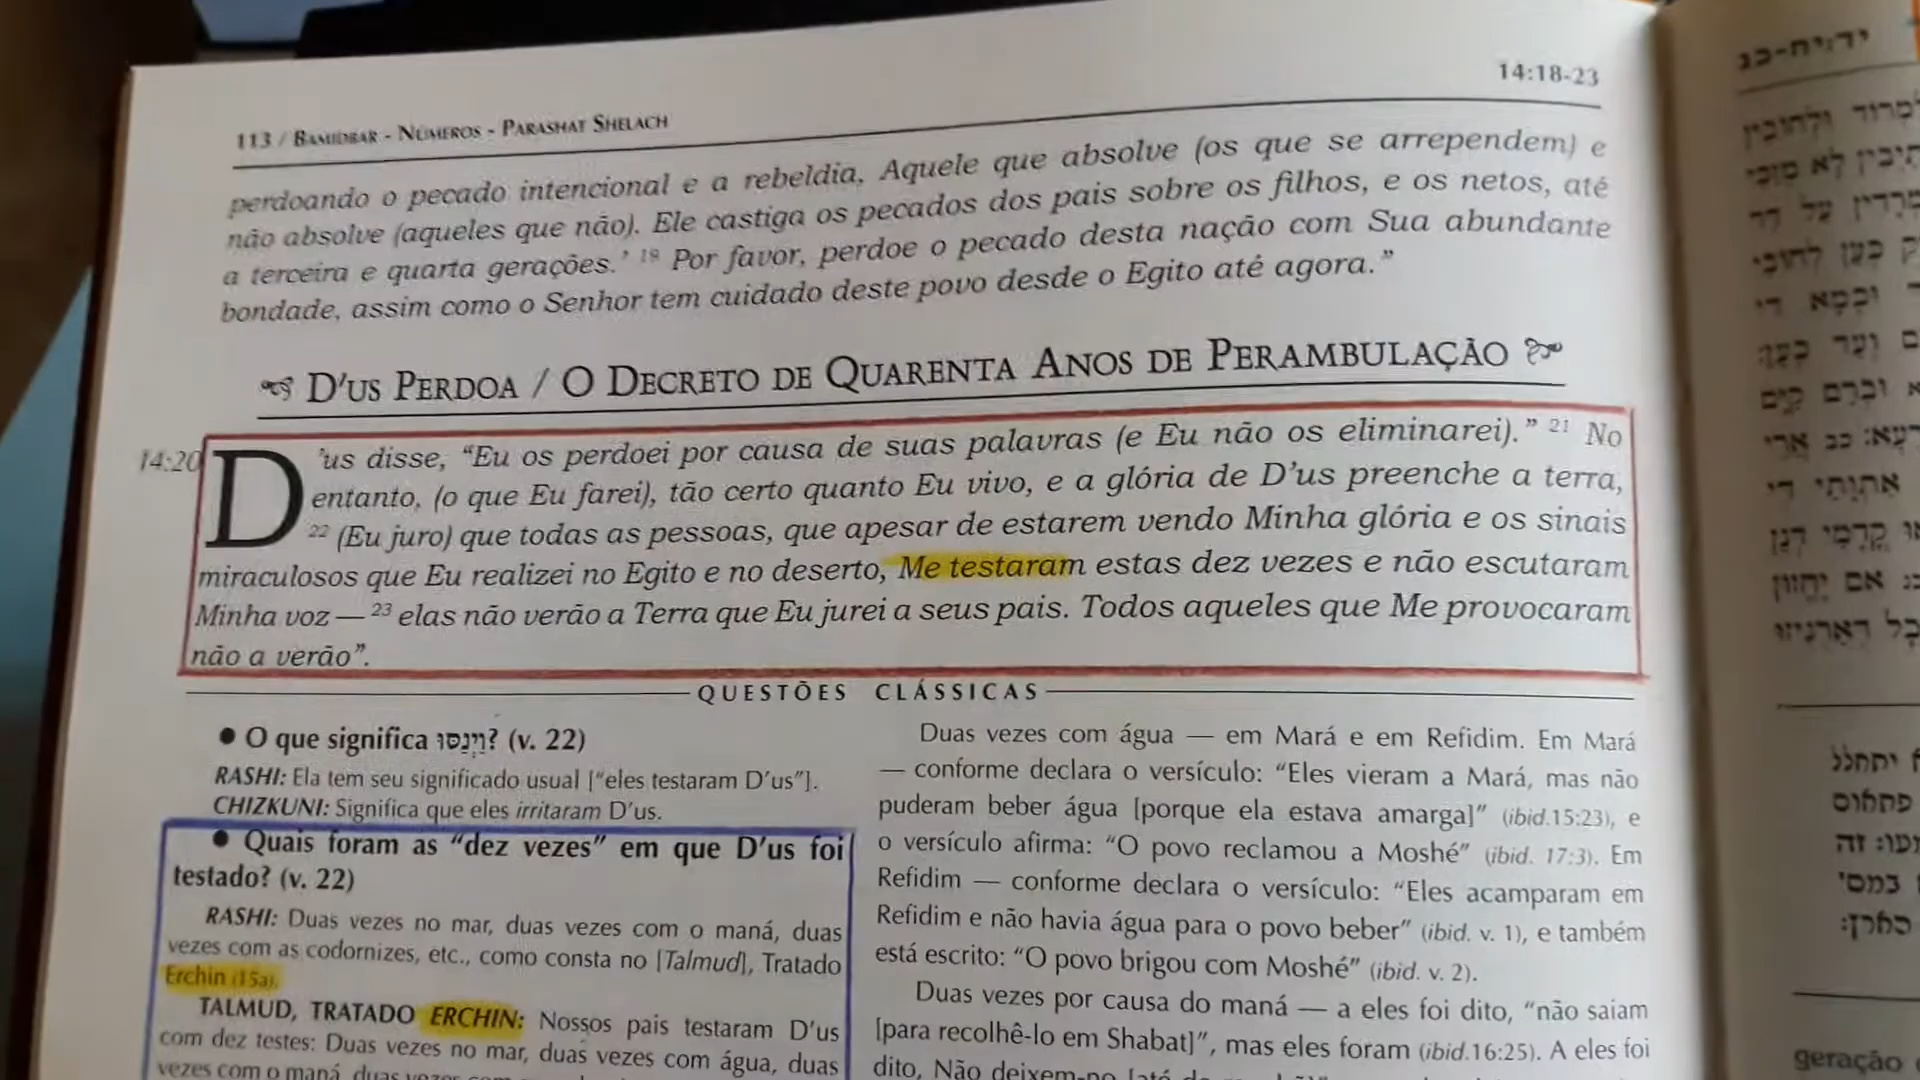 113 / Bamidbar - Números - Parashat Shelach
14:18-23
perdoando o pecado intencional e a rebeldia, Aquele que absolve (os que se arrependem) e
não absolve (aqueles que não). Ele castiga os pecados dos pais sobre os filhos, e os netos, até
a terceira e quarta gerações.’ 19 Por favor, perdoe o pecado desta nação com Sua abundante
bondade, assim como o Senhor tem cuidado deste povo desde o Egito até agora.”
D’us Perdoa / O Decreto de Quarenta Anos de Perambulação
14:20
D’us disse, “Eu os perdoei por causa de suas palavras (e Eu não os eliminarei).” 21 No
entanto, (o que Eu farei), tão certo quanto Eu vivo, e a glória de D’us preenche a terra,
22 (Eu juro) que todas as pessoas, que apesar de estarem vendo Minha glória e os sinais
miraculosos que Eu realizei no Egito e no deserto, Me testaram estas dez vezes e não escutaram
Minha voz — 23 elas não verão a Terra que Eu jurei a seus pais. Todos aqueles que Me provocaram
não a verão”.
QUESTÕES CLÁSSICAS
● O que significa וַיְנַסּוּ? (v. 22)
RASHI: Ela tem seu significado usual [“eles testaram D’us”].
CHIZKUNI: Significa que eles irritaram D’us.
● Quais foram as “dez vezes” em que D’us foi
testado? (v. 22)
RASHI: Duas vezes no mar, duas vezes com o maná, duas
vezes com as codornizes, etc., como consta no [Talmud], Tratado
Erchin (15a).
TALMUD, TRATADO ERCHIN: Nossos pais testaram D’us
com dez testes: Duas vezes no mar, duas vezes com água, duas
vezes com o maná, duas vezes
Duas vezes com água — em Mará e em Refidim. Em Mará
— conforme declara o versículo: “Eles vieram a Mará, mas não
puderam beber água [porque ela estava amarga]” (ibid.15:23), e
o versículo afirma: “O povo reclamou a Moshé” (ibid. 17:3). Em
Refidim — conforme declara o versículo: “Eles acamparam em
Refidim e não havia água para o povo beber” (ibid. v. 1), e também
está escrito: “O povo brigou com Moshé” (ibid. v. 2).
Duas vezes por causa do maná — a eles foi dito, “não saiam
[para recolhê-lo em Shabat]”, mas eles foram (ibid.16:25). A eles foi
dito, Não deixem-no [até
geração